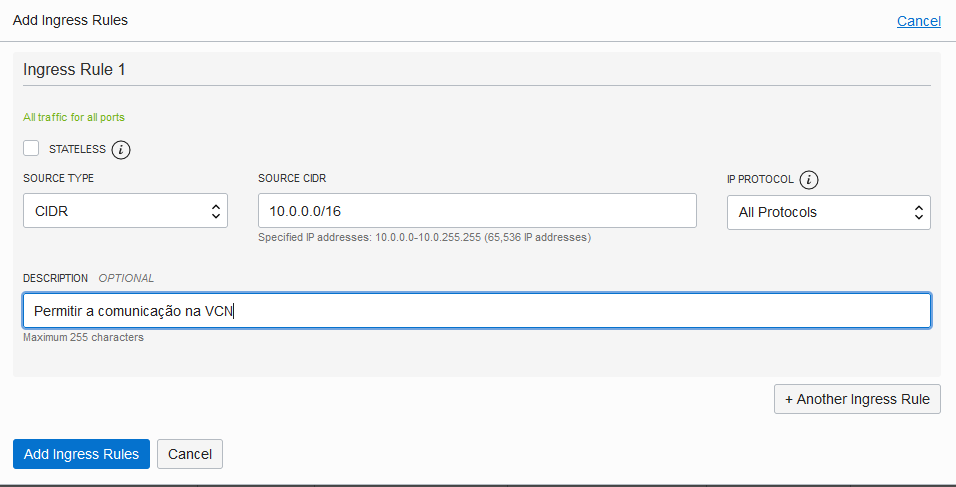 Add Ingress Rules
Cancel
Ingress Rule 1
All traffic for all ports
STATELESS i
SOURCE TYPE
SOURCE CIDR
IP PROTOCOL i
CIDR
10.0.0.0/16
All Protocols
Specified IP addresses: 10.0.0.0-10.0.255.255 (65,536 IP addresses)
DESCRIPTION OPTIONAL
Permitir a comunicação na VCN
Maximum 255 characters
+ Another Ingress Rule
Add Ingress Rules
Cancel